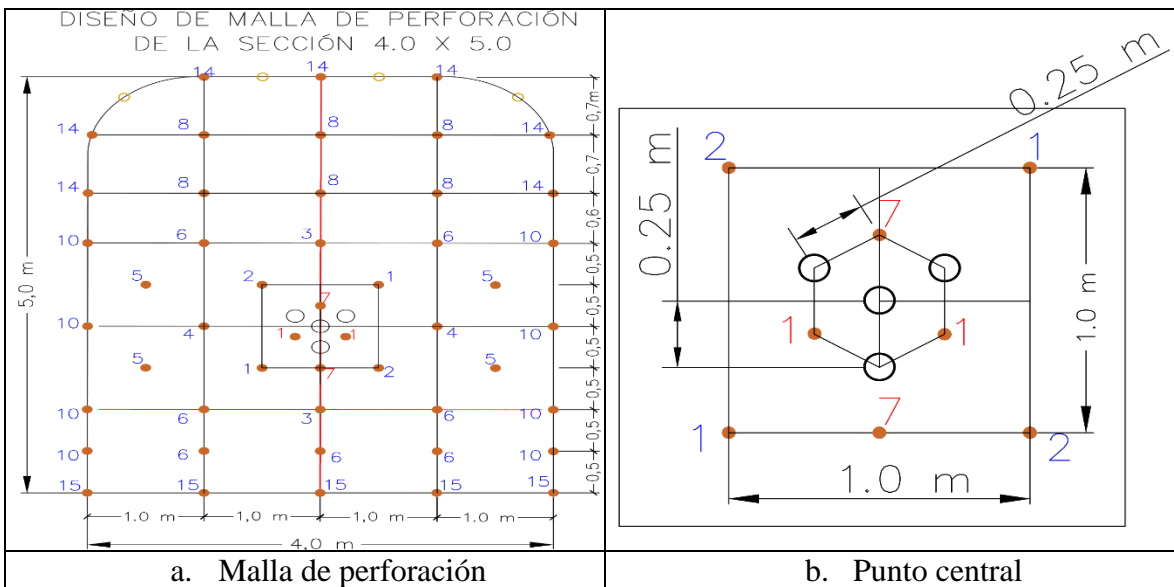 DISEÑO DE MALLA DE PERFORACIÓN
DE LA SECCIÓN 4.0 X 5.0
14 14 14
0,7m
14 8 8 8 14
0,7
14 8 8 8 14
0,6
10 6 3 6 10
0,5
5 2 1 5
7
0,5
5,0 m
10 4 1 1 4 10
0,5
5 1 7 2 5
0,5
10 6 3 6 10
0,5
10 6 6 6 10
0,5
15 15 15 15 15
1.0 m 1,0 m 1,0 m 1.0 m
4,0 m
a. Malla de perforación
0.25 m
0.25 m
2 1
7
1 1
1.0 m
7
1 2
1.0 m
b. Punto central